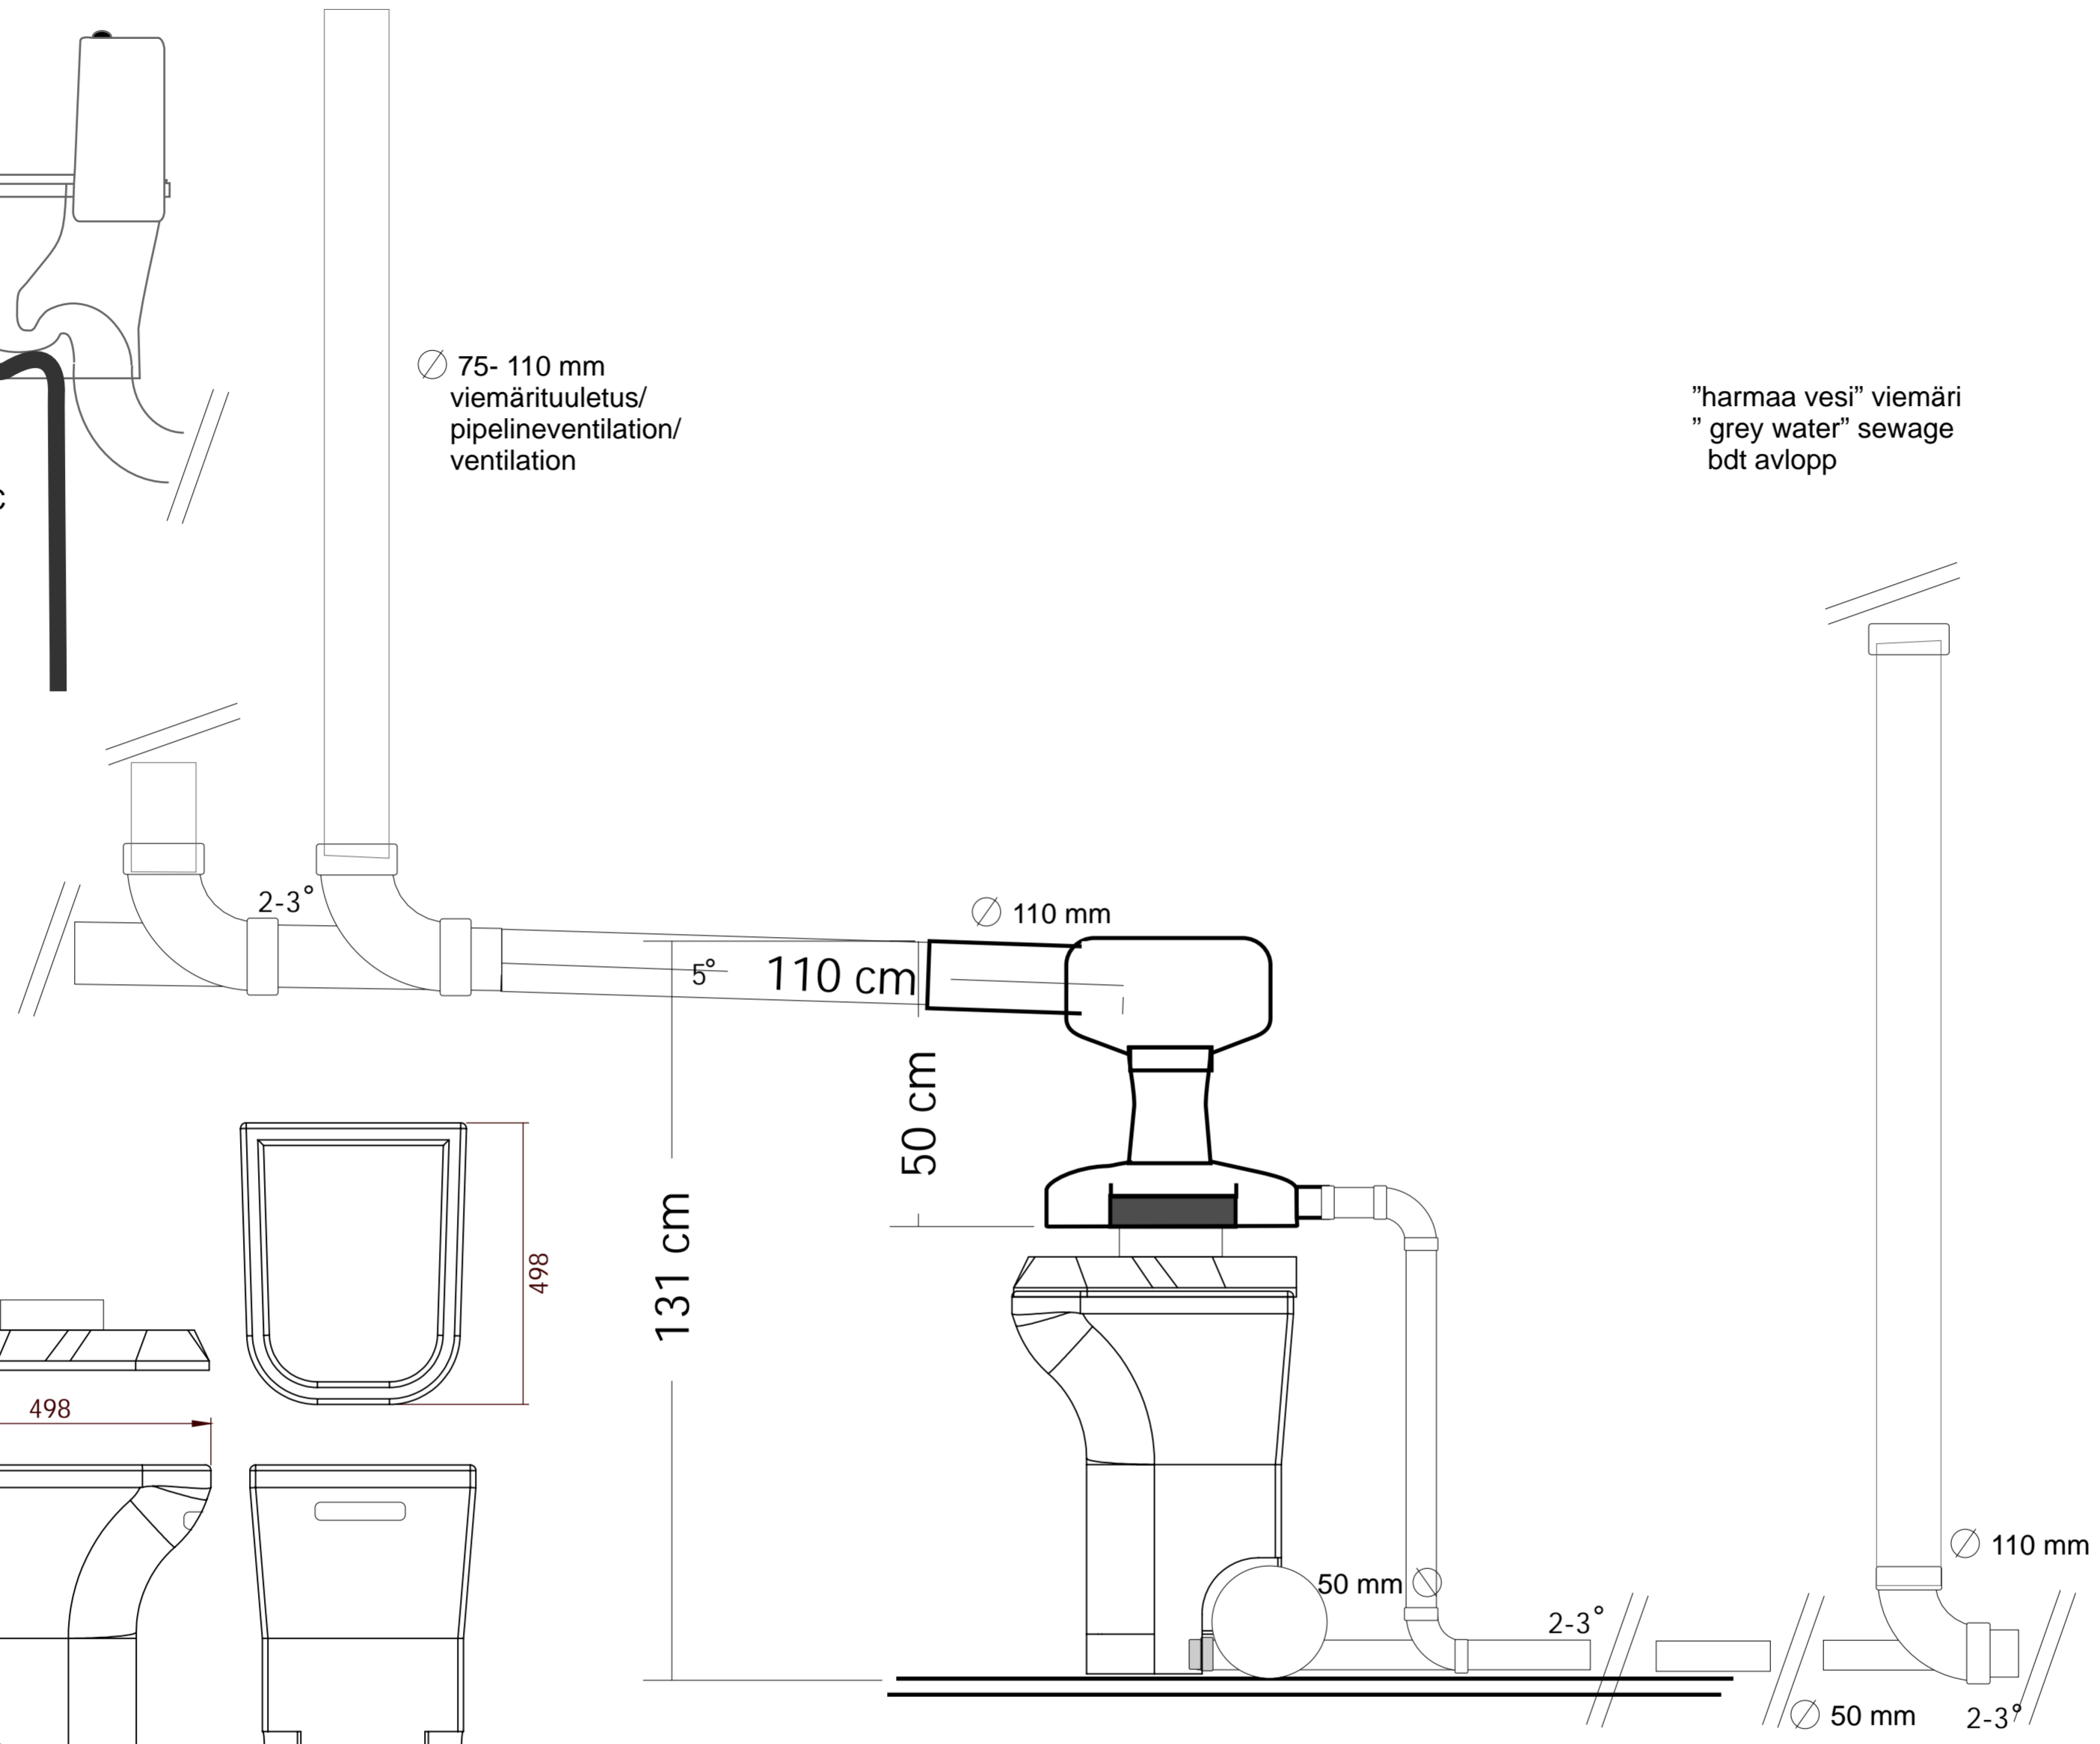 ∅ 75- 110 mm
viemärituuletus/
pipelineventilation/
ventilation
”harmaa vesi” viemäri
” grey water” sewage
bdt avlopp
c
2-3°
∅ 110 mm
5°
110 cm
50 cm
131 cm
498
498
50 mm ∅
2-3°
∅ 110 mm
∅ 50 mm
2-3°